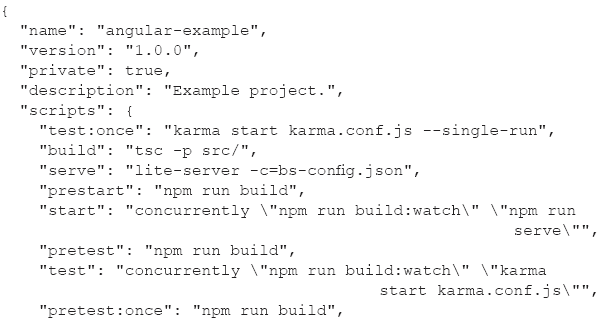 {
"name": "angular-example",
"version": "1.0.0",
"private": true,
"description": "Example project.",
"scripts": {
"test:once": "karma start karma.conf.js --single-run",
"build": "tsc -p src/",
"serve": "lite-server -c=bs-config.json",
"prestart": "npm run build",
"start": "concurrently \"npm run build:watch\" \"npm run
serve\"",
"pretest": "npm run build",
"test": "concurrently \"npm run build:watch\" \"karma
start karma.conf.js\"",
"pretest:once": "npm run build",